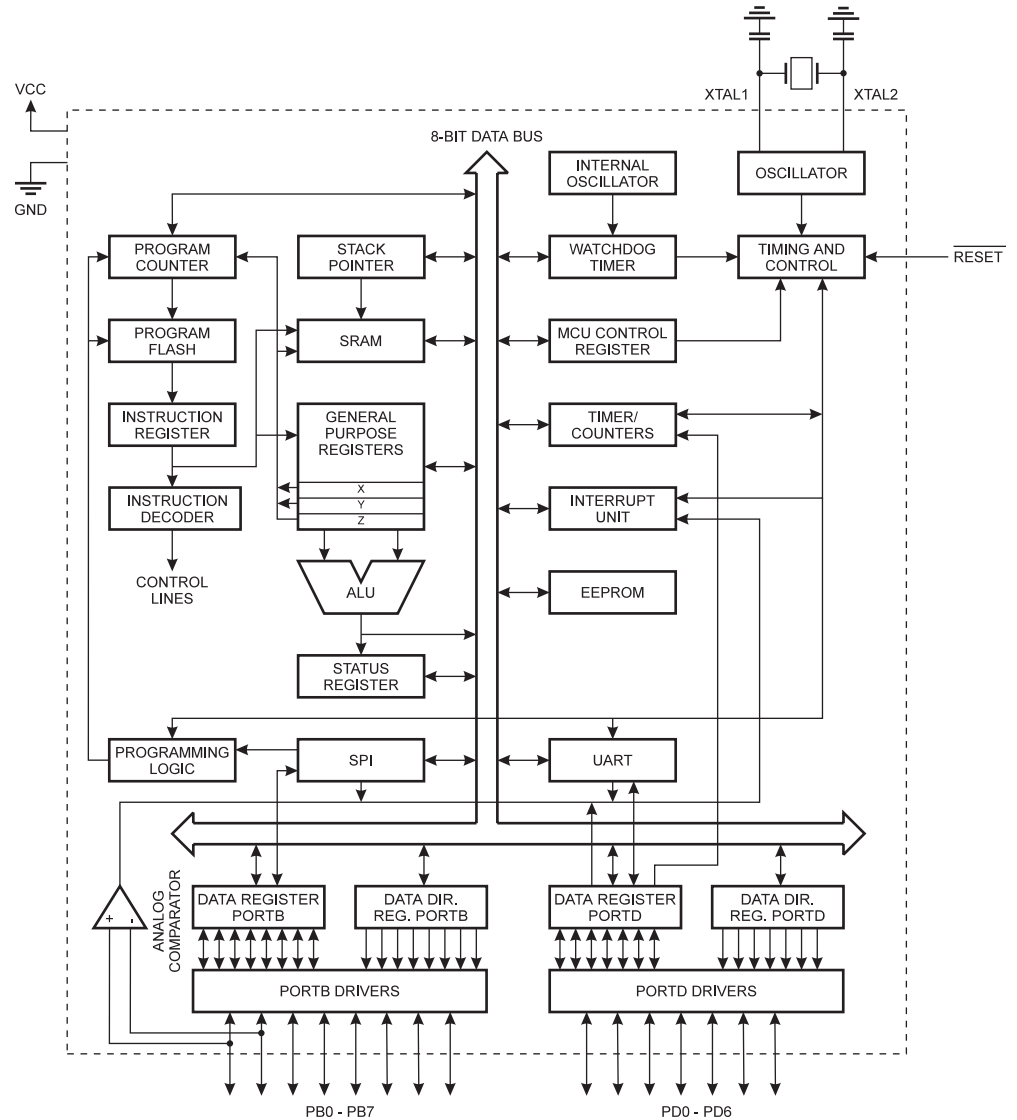 XTAL1
XTAL2
VCC
GND
8-BIT DATA BUS
INTERNAL
OSCILLATOR
OSCILLATOR
PROGRAM
COUNTER
STACK
POINTER
WATCHDOG
TIMER
TIMING AND
CONTROL
RESET
PROGRAM
FLASH
SRAM
MCU CONTROL
REGISTER
INSTRUCTION
REGISTER
GENERAL
PURPOSE
REGISTERS
X
Y
Z
TIMER/
COUNTERS
INSTRUCTION
DECODER
INTERRUPT
UNIT
CONTROL
LINES
ALU
EEPROM
STATUS
REGISTER
PROGRAMMING
LOGIC
SPI
UART
ANALOG
COMPARATOR
+
-
DATA REGISTER
PORTB
DATA DIR.
REG. PORTB
DATA REGISTER
PORTD
DATA DIR.
REG. PORTD
PORTB DRIVERS
PORTD DRIVERS
PB0 - PB7
PD0 - PD6